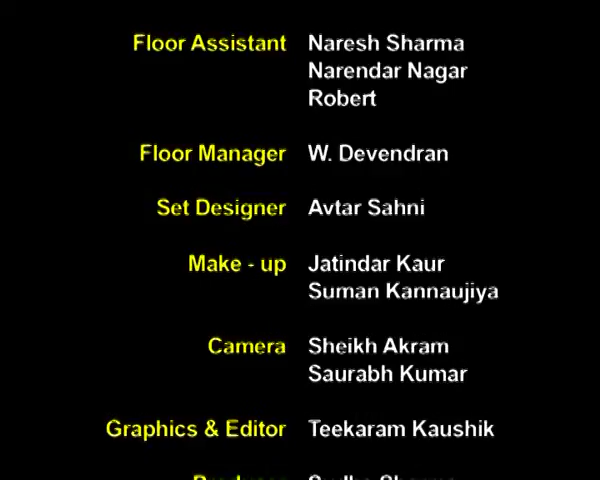 Floor Assistant Naresh Sharma
Narendar Nagar
Robert
Floor Manager W. Devendran
Set Designer Avtar Sahni
Make - up Jatindar Kaur
Suman Kannaujiya
Camera Sheikh Akram
Saurabh Kumar
Graphics & Editor Teekaram Kaushik